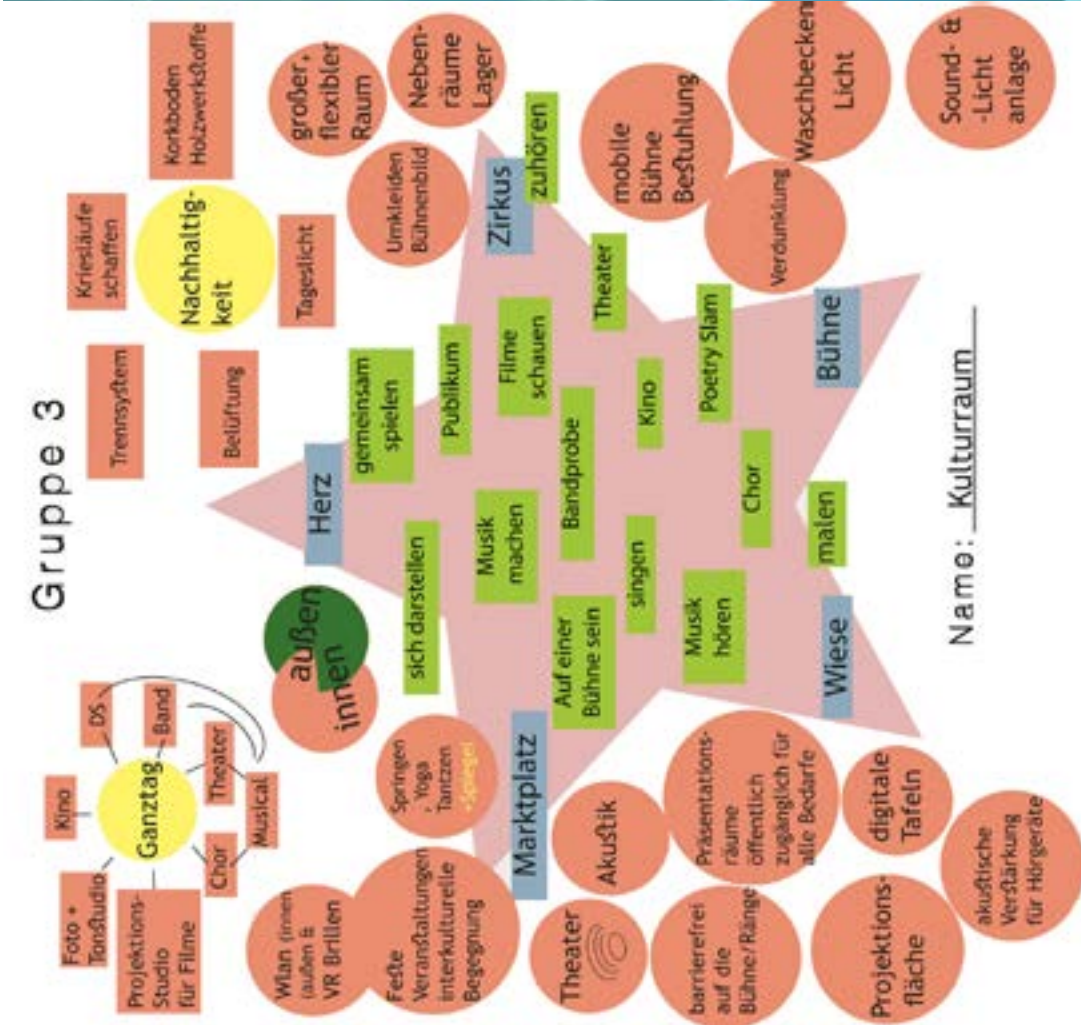 Gruppe 3
Kino
DS
Foto +
Tonstudio
Ganztag
Band
Projektions-
Studio
für Filme
Theater
Chor
Musical
Trennsystem
Kriesläufe
schaffen
Korkboden
Holzwerkstoffe
Belüftung
Nachhaltig-
keit
Tageslicht
außen
innen
Herz
großer,
flexibler
Raum
Neben-
räume
Lager
Umkleiden
Bühnenbild
Wlan (innen
(außen &
VR Brillen
Springen
, Yoga
Tantzen
+Spiegel
Feste
Veranstaltungen
interkulturelle
Begegnung
sich darstellen
gemeinsam
spielen
Publikum
Zirkus
zuhören
Marktplatz
Musik
machen
Filme
schauen
Auf einer
Bühne sein
Bandprobe
Theater
Theater
Akustik
singen
Kino
mobile
Bühne
Bestuhlung
barrierefrei
auf die
Bühne/Ränge
Präsentations-
räume
öffentlich
zugänglich für
alle Bedarfe
Musik
hören
Chor
Poetry Slam
Verdunklung
Waschbecken
Licht
Projektions-
fläche
digitale
Tafeln
Wiese
malen
Bühne
akustische
Verstärkung
für Hörgeräte
Sound- &
-Licht
anlage
Name: Kulturraum